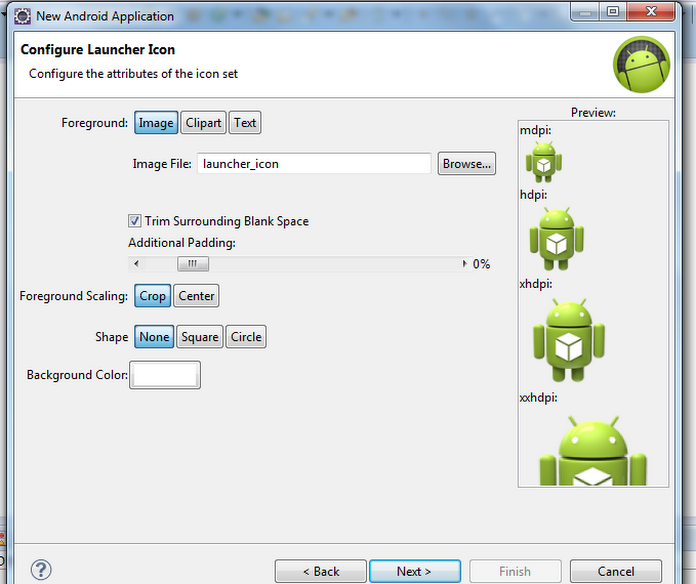 New Android Application
Configure Launcher Icon
Configure the attributes of the icon set
Foreground: Image Clipart Text
Image File: launcher_icon Browse...
Trim Surrounding Blank Space
Additional Padding:
0%
Foreground Scaling: Crop Center
Shape None Square Circle
Background Color:
Preview:
mdpi:
hdpi:
xhdpi:
xxhdpi:
? < Back Next > Finish Cancel